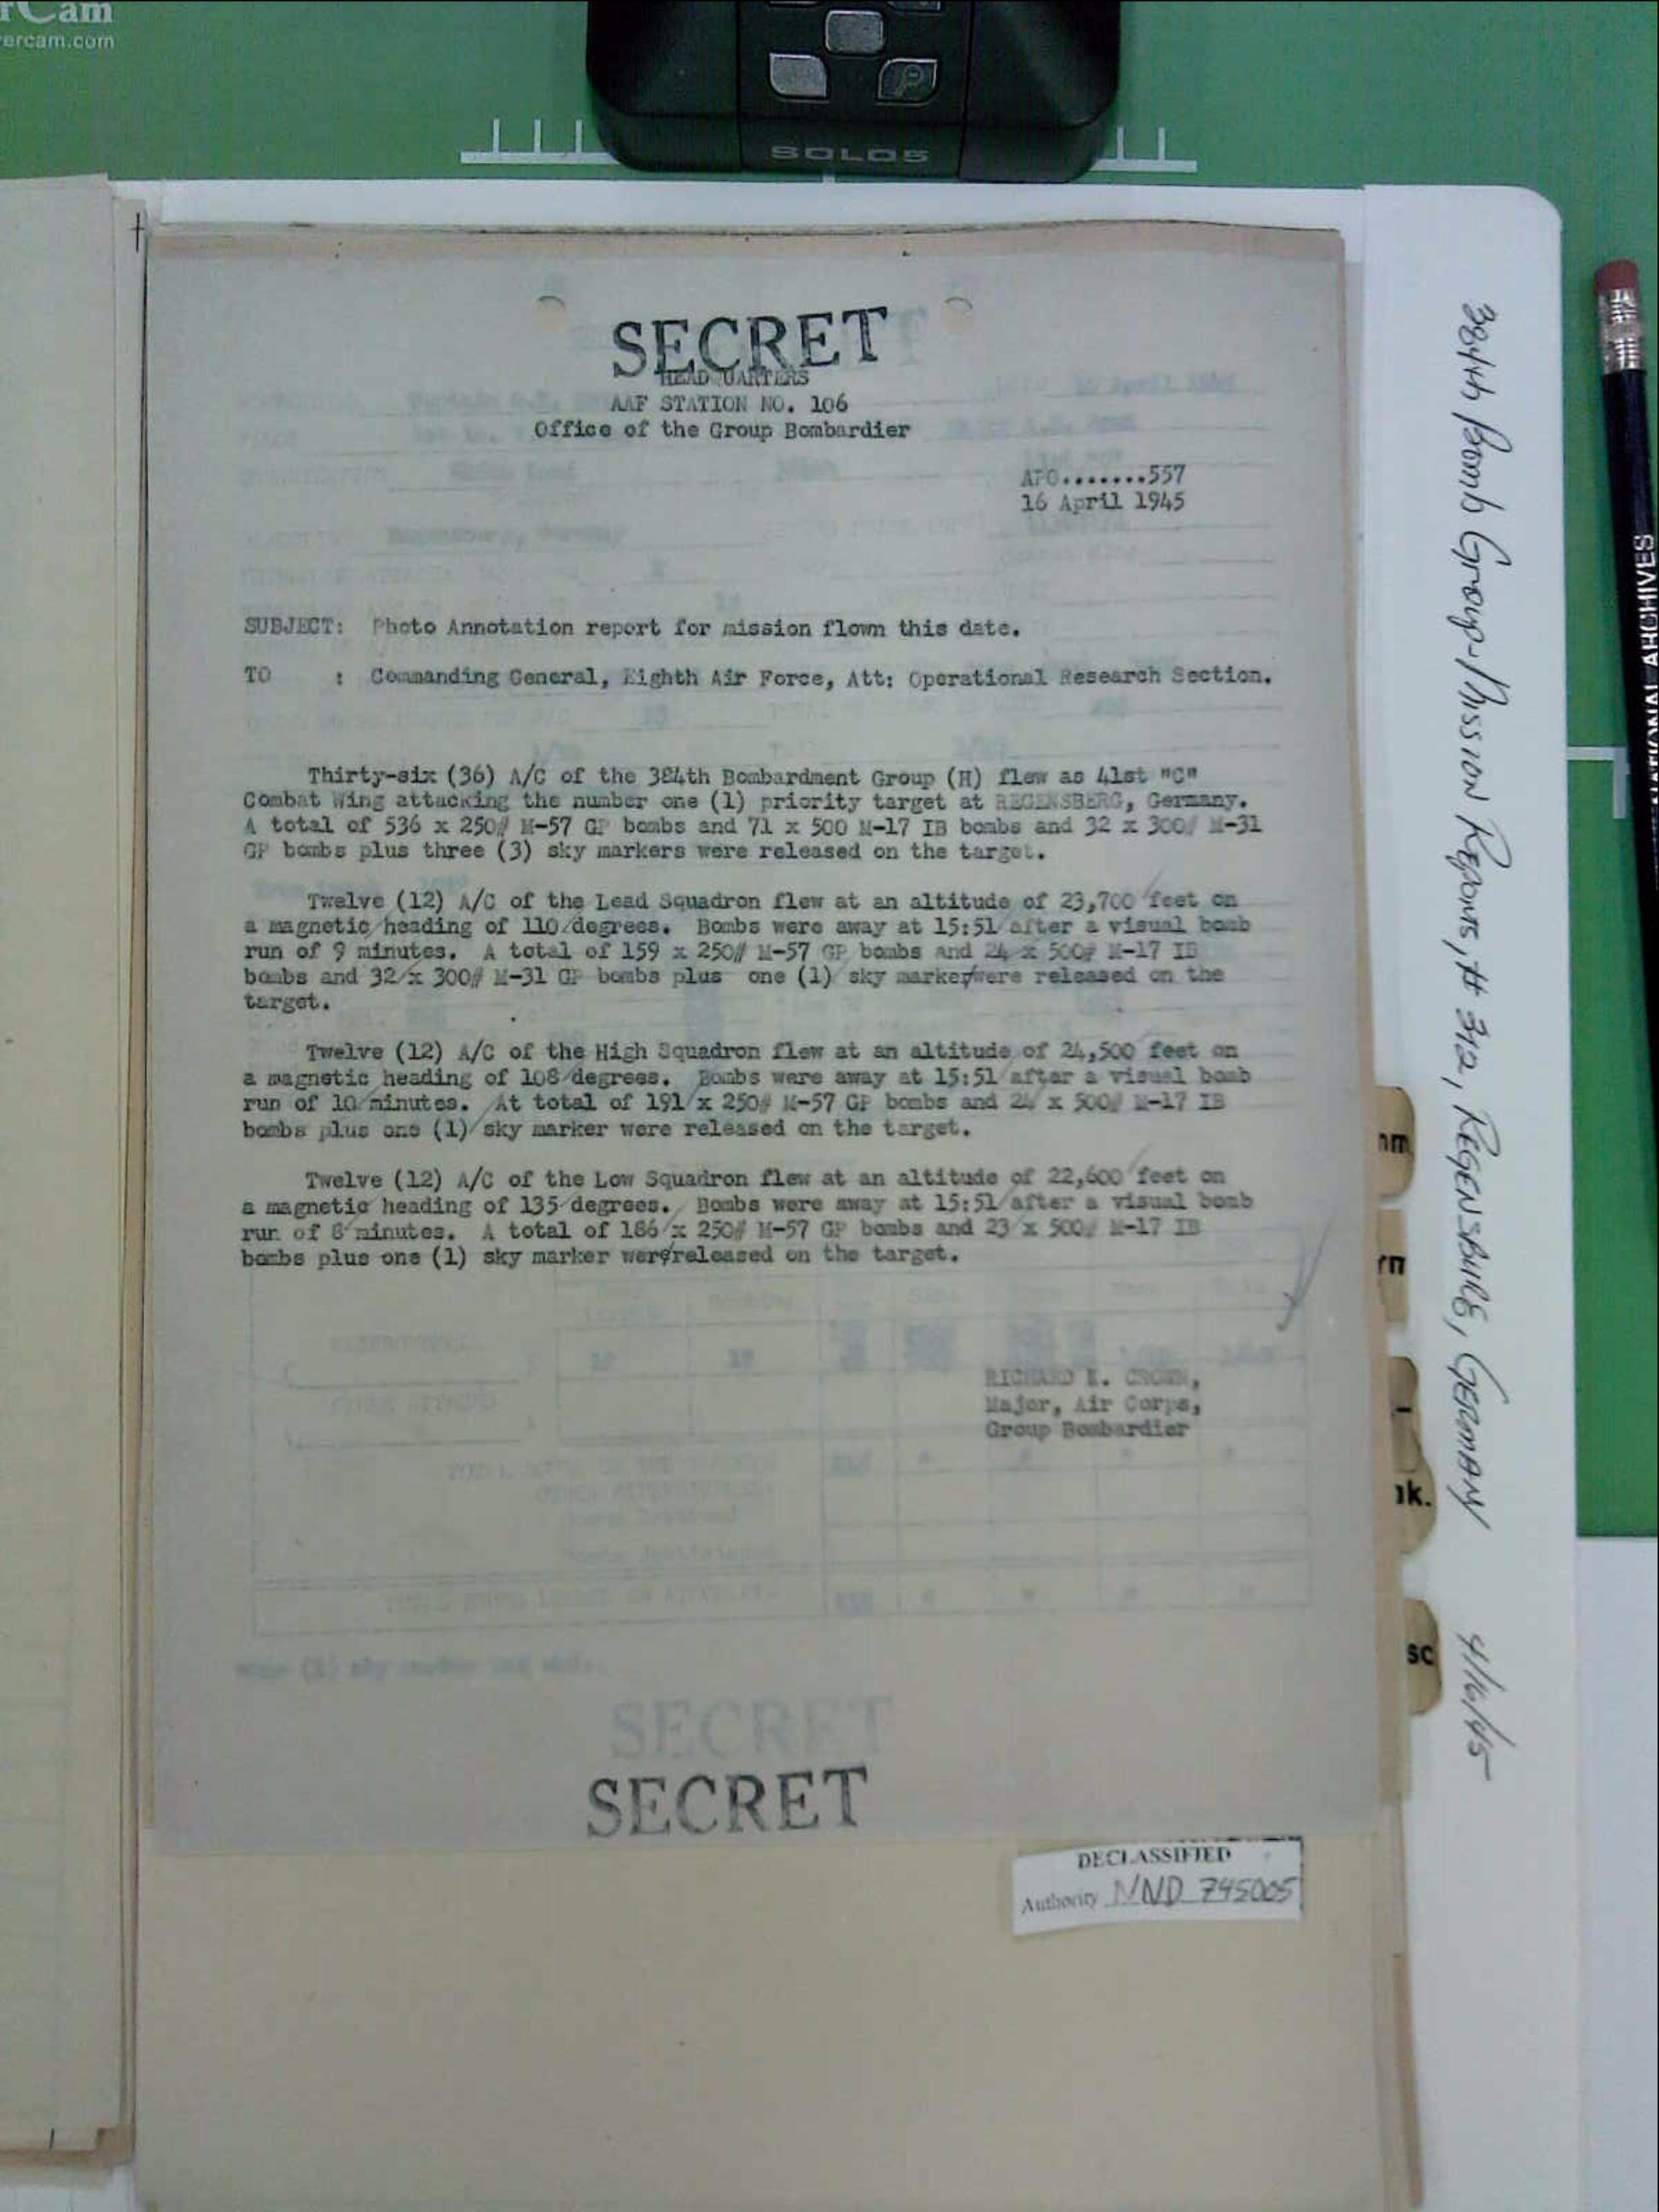 ercam.com
SOLO5
SECRET
HEADQUARTERS
AAF STATION NO. 106
Office of the Group Bombardier
APO.......557
16 April 1945
SUBJECT: Photo Annotation report for mission flown this date.
TO : Commanding General, Eighth Air Force, Att: Operational Research Section.
Thirty-six (36) A/C of the 384th Bombardment Group (H) flew as 41st "C"
Combat Wing attacking the number one (1) priority target at REGENSBERG, Germany.
A total of 536 x 250# M-57 GP bombs and 71 x 500 M-17 IB bombs and 32 x 300# M-31
GP bombs plus three (3) sky markers were released on the target.
Twelve (12) A/C of the Lead Squadron flew at an altitude of 23,700 feet on
a magnetic heading of 110 degrees. Bombs were away at 15:51 after a visual bomb
run of 9 minutes. A total of 159 x 250# M-57 GP bombs and 24 x 500# M-17 IB
bombs and 32 x 300# M-31 GP bombs plus one (1) sky marker were released on the
target.
Twelve (12) A/C of the High Squadron flew at an altitude of 24,500 feet on
a magnetic heading of 108 degrees. Bombs were away at 15:51 after a visual bomb
run of 10 minutes. At total of 191 x 250# M-57 GP bombs and 24 x 500# M-17 IB
bombs plus one (1) sky marker were released on the target.
Twelve (12) A/C of the Low Squadron flew at an altitude of 22,600 feet on
a magnetic heading of 135 degrees. Bombs were away at 15:51 after a visual bomb
run of 8 minutes. A total of 186 x 250# M-57 GP bombs and 23 x 500# M-17 IB
bombs plus one (1) sky marker were released on the target.
RICHARD K. CROWN,
Major, Air Corps,
Group Bombardier
SECRET
SECRET
DECLASSIFIED
Authority NND 745005
384th Bomb Group-Mission Reports, # 312, REGENSBURG, GERMANY 4/16/45
NATIONAL ARCHIVES